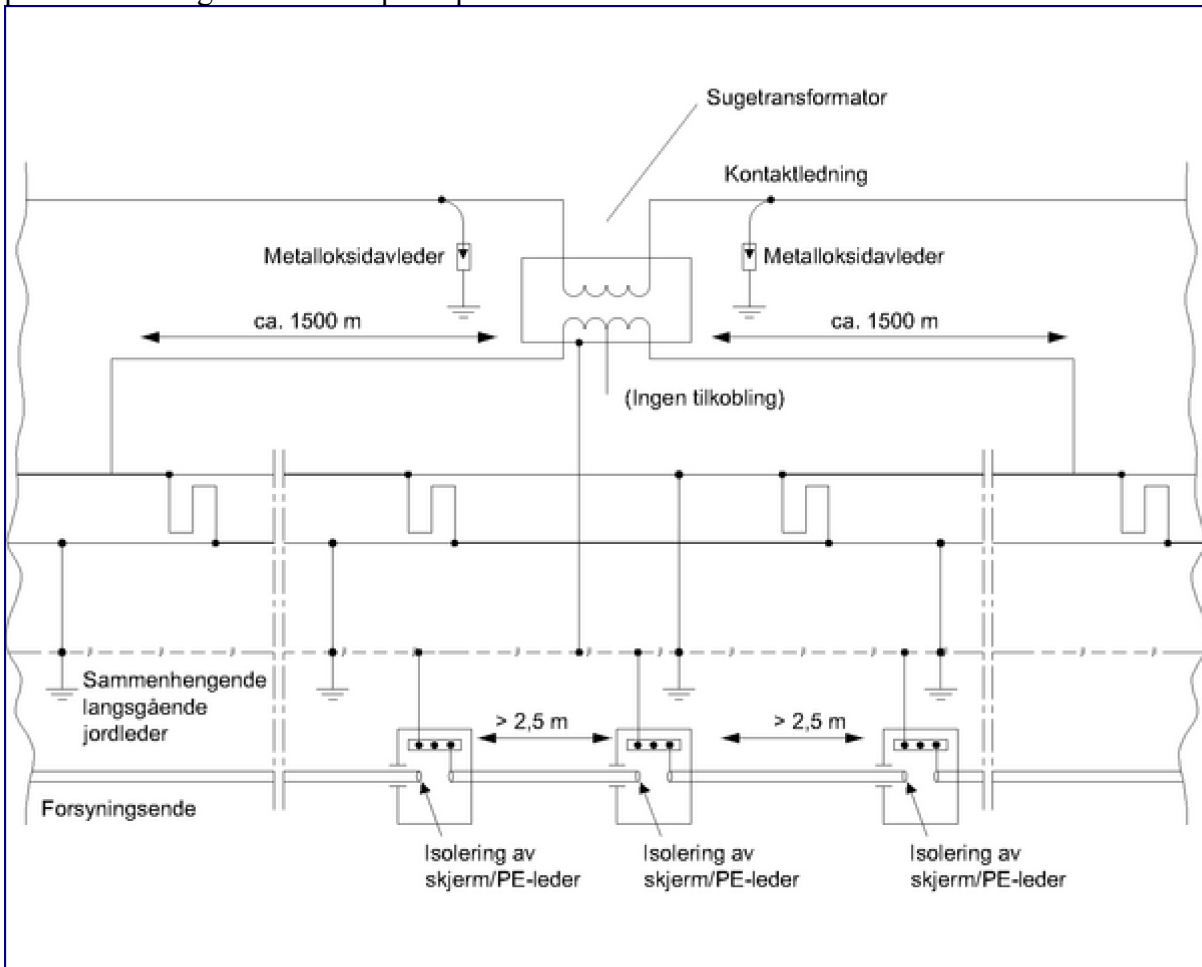 Sugetransformator
Kontaktledning
Metalloksidavleder
Metalloksidavleder
ca. 1500 m
ca. 1500 m
(Ingen tilkobling)
Sammenhengende
langsgående
jordleder
> 2,5 m
> 2,5 m
Forsyningsende
Isolering av
skjerm/PE-leder
Isolering av
skjerm/PE-leder
Isolering av
skjerm/PE-leder